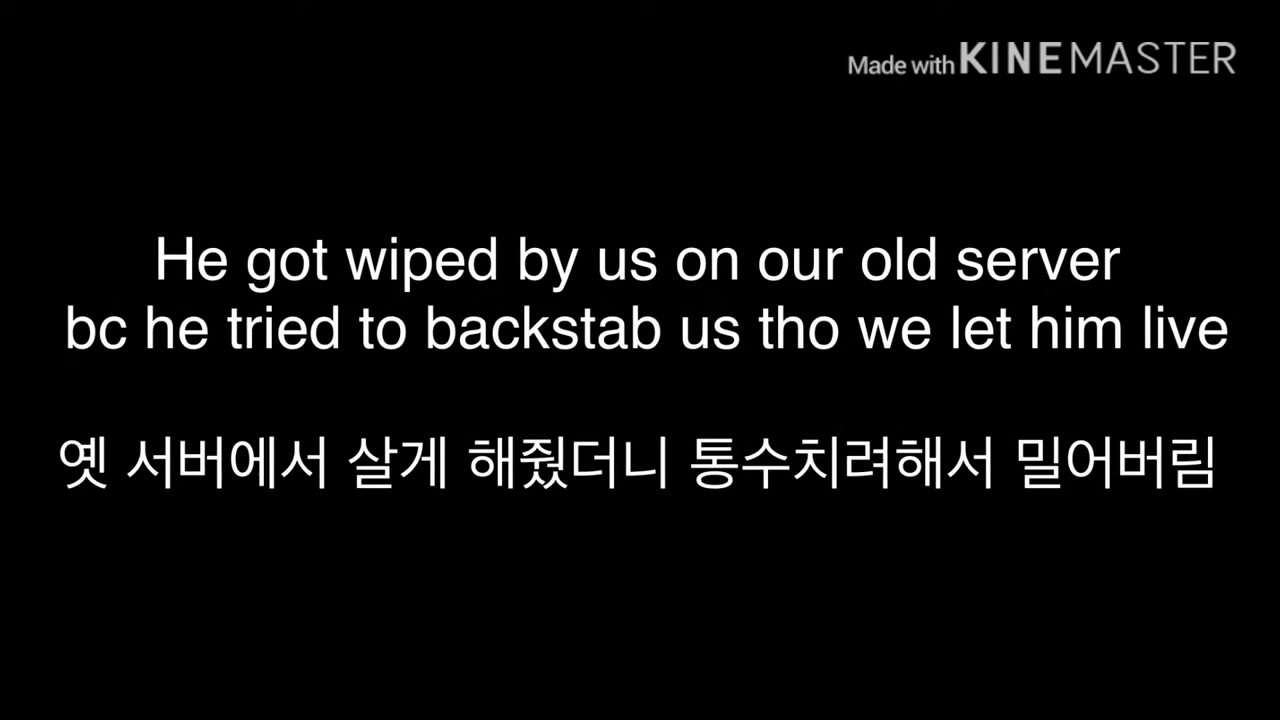 Made with KINEMASTER
He got wiped by us on our old server
bc he tried to backstab us tho we let him live
옛 서버에서 살게 해줬더니 통수치려해서 밀어버림